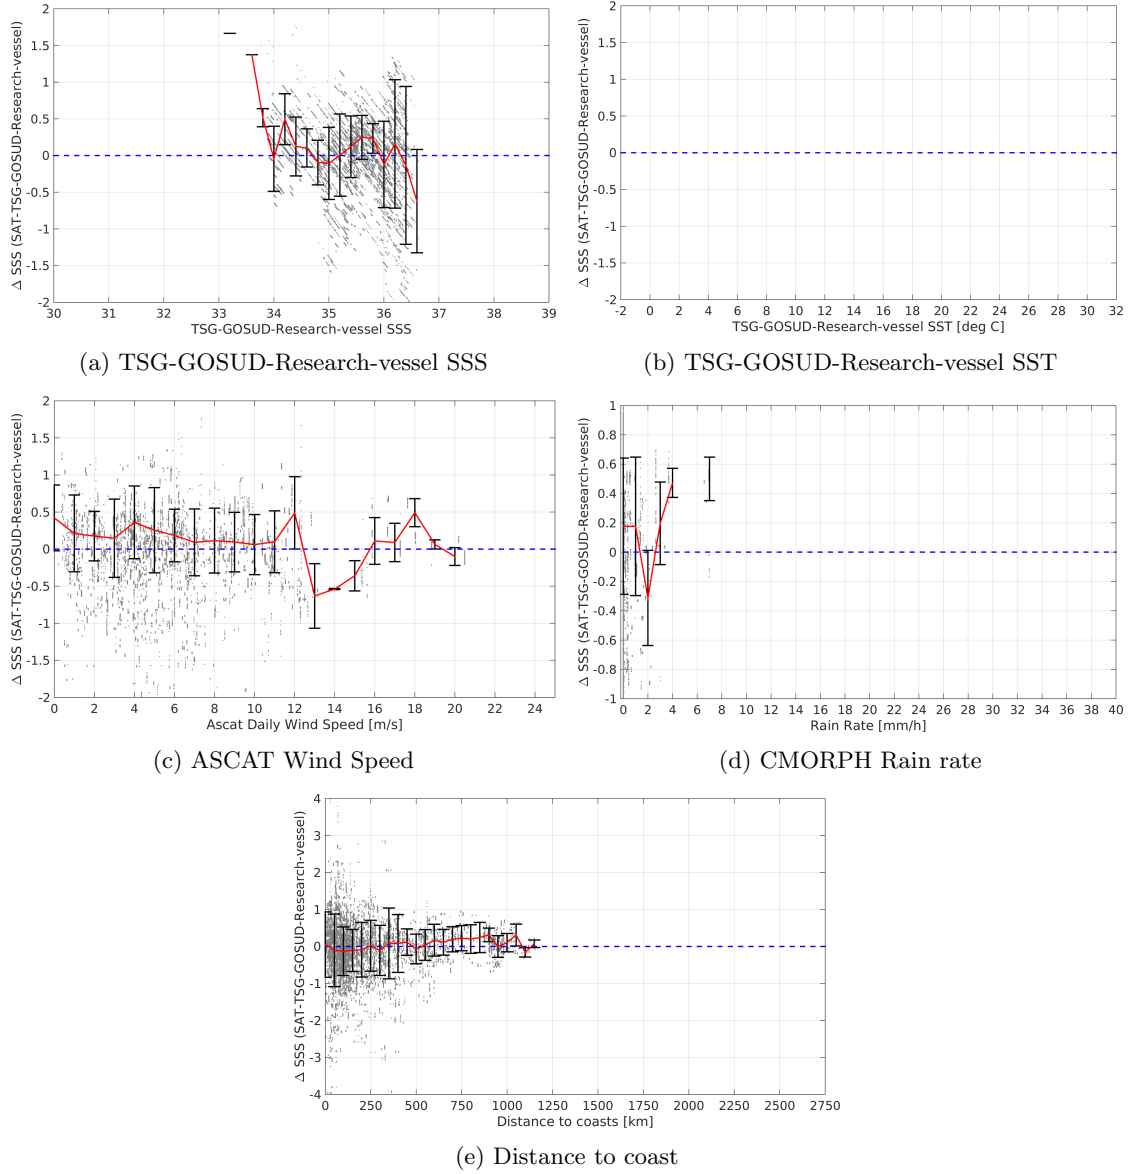 2
1.5
1
0.5
0
-0.5
-1
-1.5
-2
Δ SSS (SAT-TSG-GOSUD-Research-vessel)
30 31 32 33 34 35 36 37 38 39
TSG-GOSUD-Research-vessel SSS
(a) TSG-GOSUD-Research-vessel SSS
2
1.5
1
0.5
0
-0.5
-1
-1.5
-2
Δ SSS (SAT-TSG-GOSUD-Research-vessel)
-2 0 2 4 6 8 10 12 14 16 18 20 22 24 26 28 30 32
TSG-GOSUD-Research-vessel SST [deg C]
(b) TSG-GOSUD-Research-vessel SST
2
1.5
1
0.5
0
-0.5
-1
-1.5
-2
Δ SSS (SAT-TSG-GOSUD-Research-vessel)
0 2 4 6 8 10 12 14 16 18 20 22 24
Ascat Daily Wind Speed [m/s]
(c) ASCAT Wind Speed
1
0.8
0.6
0.4
0.2
0
-0.2
-0.4
-0.6
-0.8
-1
Δ SSS (SAT-TSG-GOSUD-Research-vessel)
0 2 4 6 8 10 12 14 16 18 20 22 24 26 28 30 32 34 36 38 40
Rain Rate [mm/h]
(d) CMORPH Rain rate
4
3
2
1
0
-1
-2
-3
-4
Δ SSS (SAT-TSG-GOSUD-Research-vessel)
0 250 500 750 1000 1250 1500 1750 2000 2250 2500 2750
Distance to coasts [km]
(e) Distance to coast